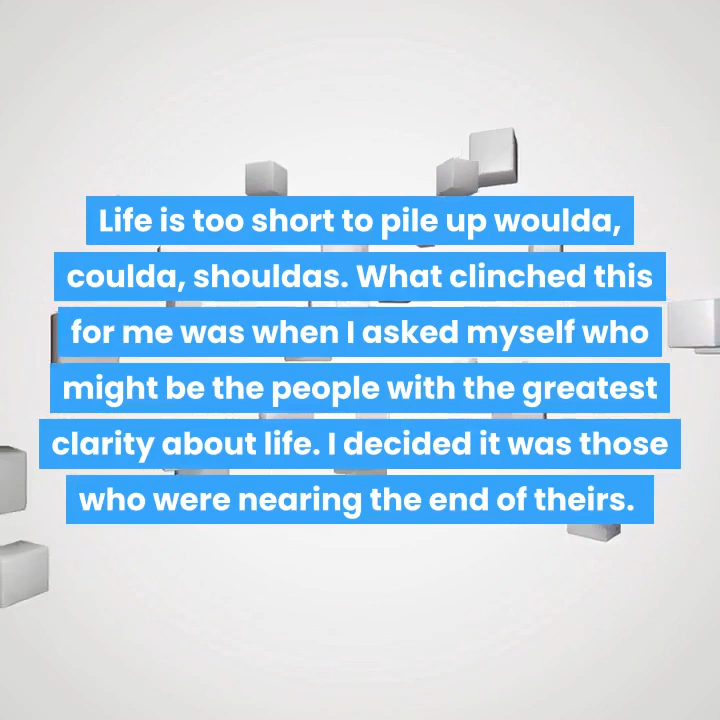 Life is too short to pile up woulda,
coulda, shouldas. What clinched this
for me was when I asked myself who
might be the people with the greatest
clarity about life. I decided it was those
who were nearing the end of theirs.